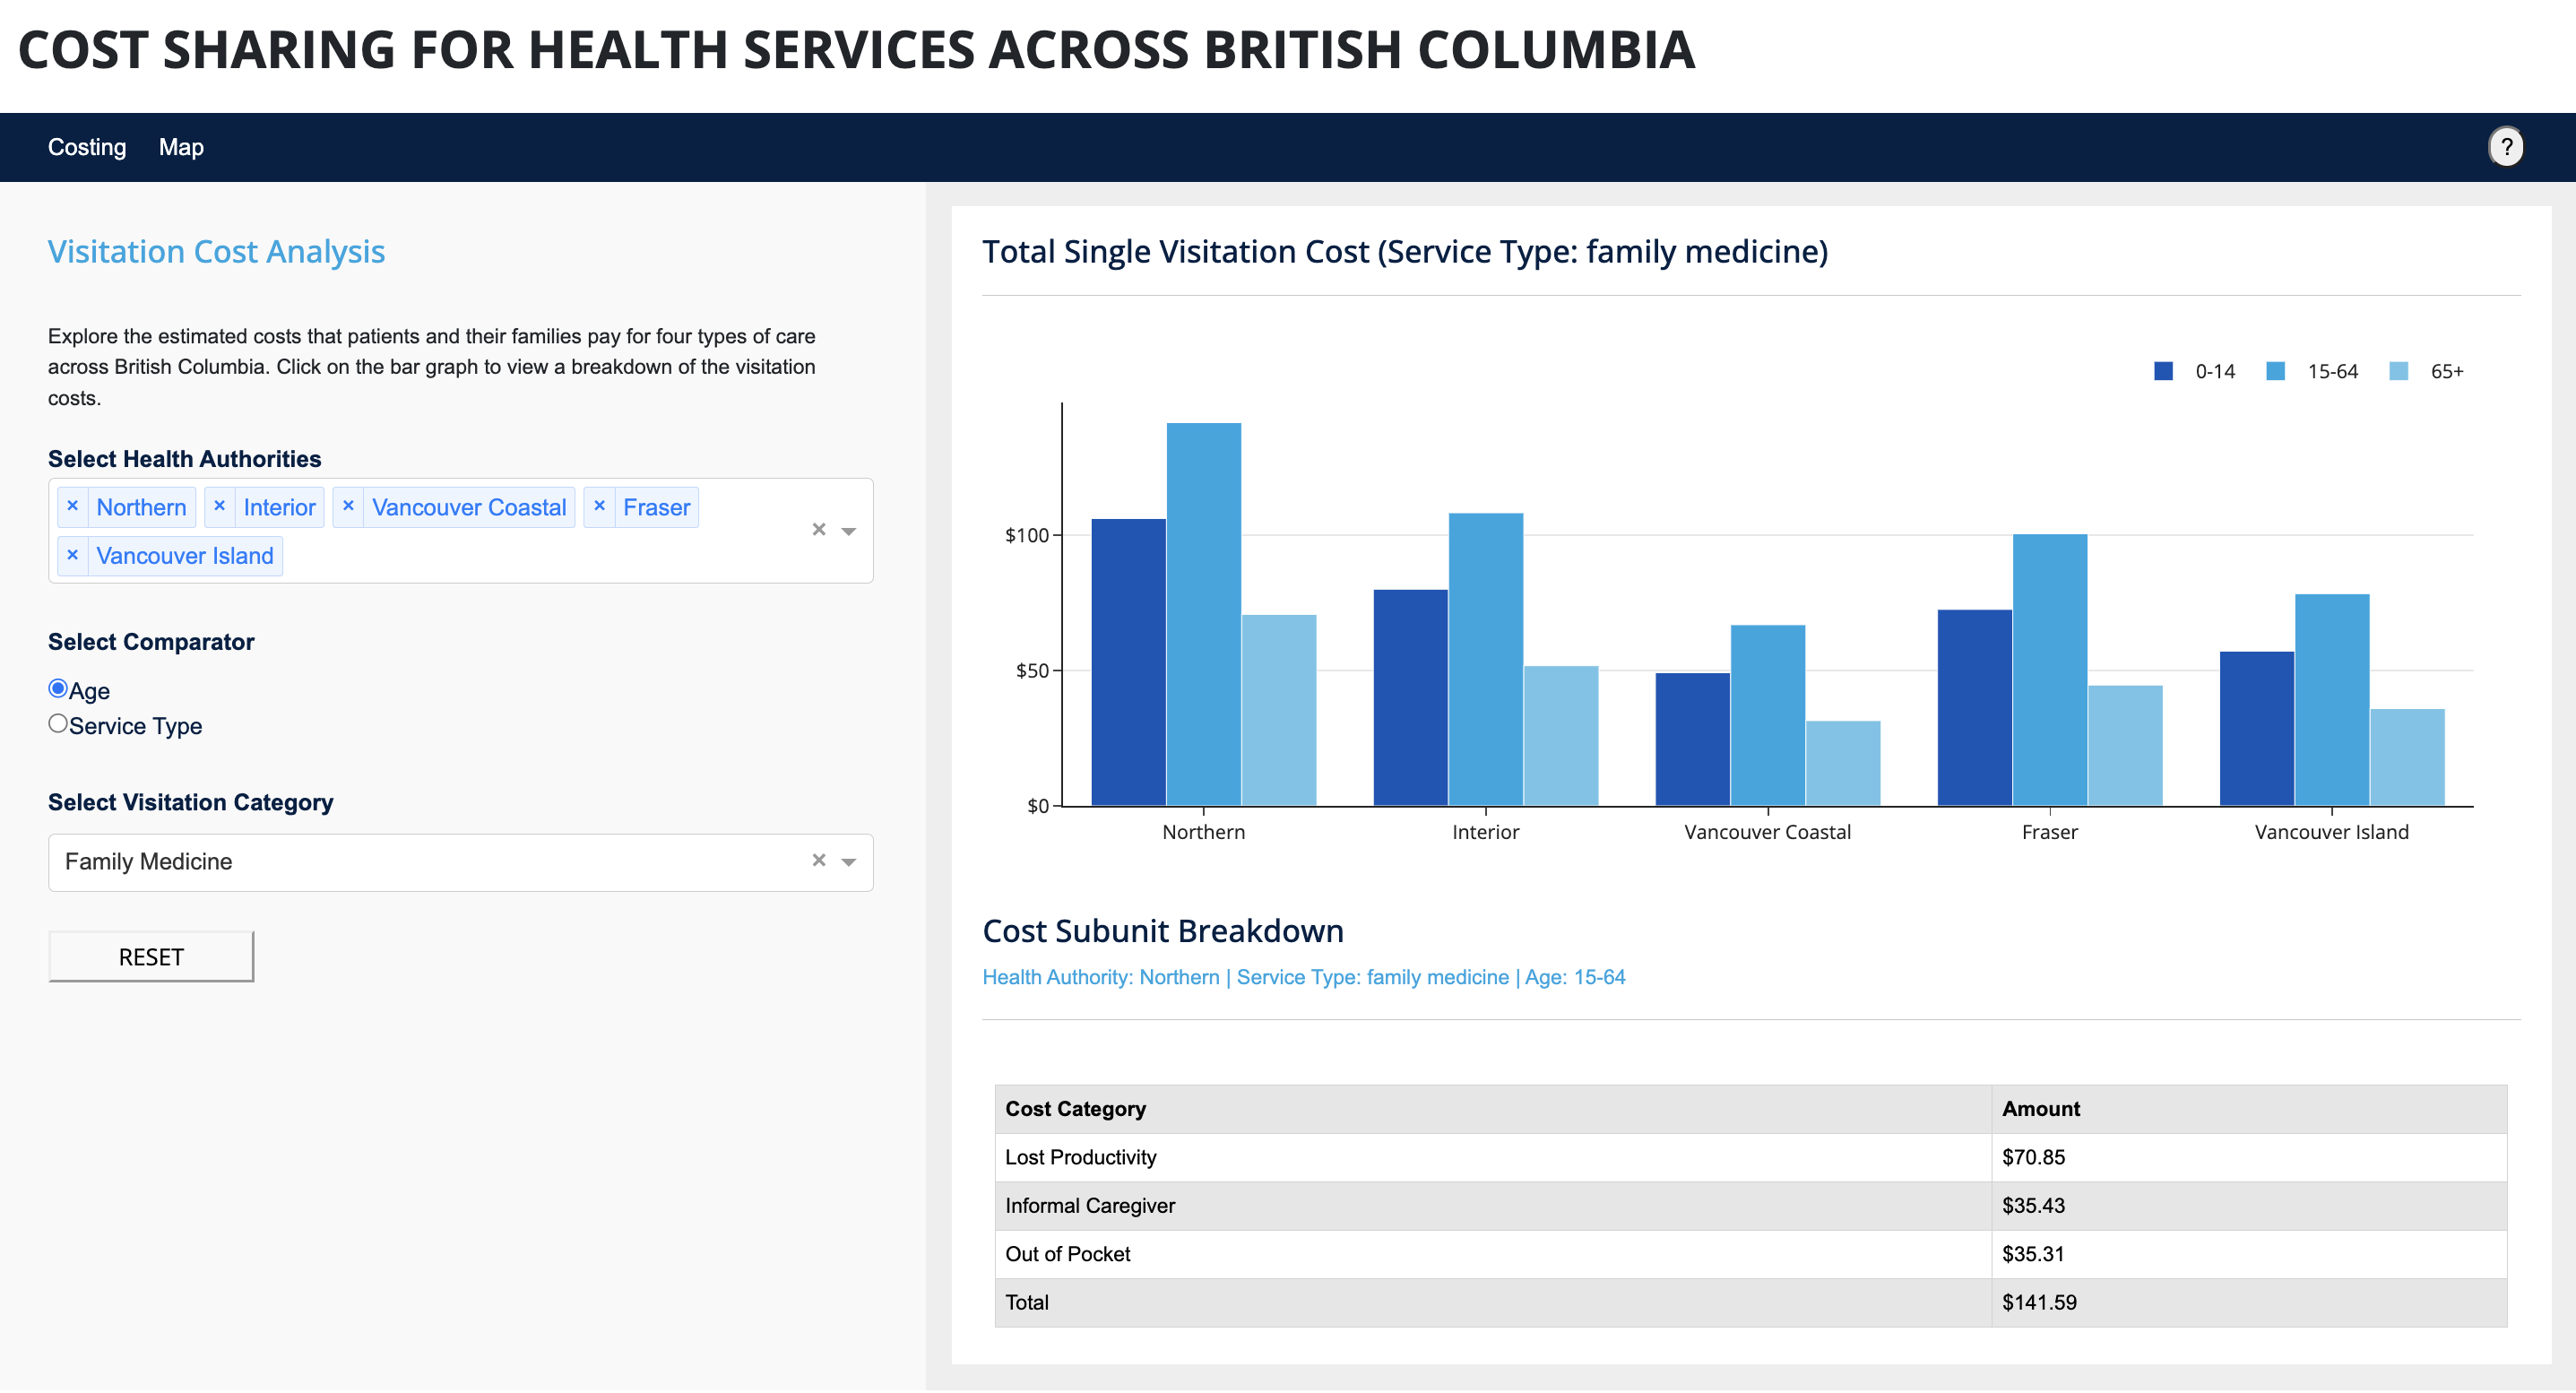 COST SHARING FOR HEALTH SERVICES ACROSS BRITISH COLUMBIA
Costing Map ?
Visitation Cost Analysis
Explore the estimated costs that patients and their families pay for four types of care
across British Columbia. Click on the bar graph to view a breakdown of the visitation
costs.
Select Health Authorities
× Northern × Interior × Vancouver Coastal × Fraser
× Vancouver Island
Select Comparator
Age
Service Type
Select Visitation Category
Family Medicine
RESET
Total Single Visitation Cost (Service Type: family medicine)
0-14 15-64 65+
$100
$50
$0
Northern Interior Vancouver Coastal Fraser Vancouver Island
Cost Subunit Breakdown
Health Authority: Northern | Service Type: family medicine | Age: 15-64
Cost Category Amount
Lost Productivity $70.85
Informal Caregiver $35.43
Out of Pocket $35.31
Total $141.59